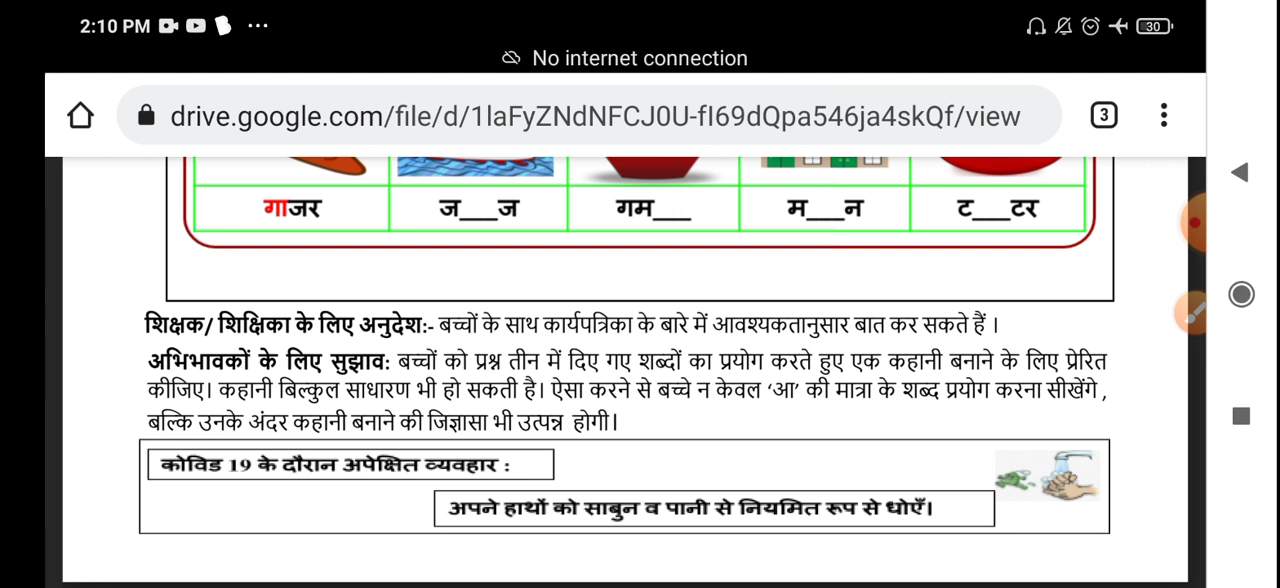 2:10 PM ...
30
No internet connection
drive.google.com/file/d/1laFyZNdNFCJ0U-fI69dQpa546ja4skQf/view
3
गाजर ज___ज गम___ म___न ट___टर
शिक्षक/ शिक्षिका के लिए अनुदेश:- बच्चों के साथ कार्यपत्रिका के बारे में आवश्यकतानुसार बात कर सकते हैं ।
अभिभावकों के लिए सुझाव: बच्चों को प्रश्न तीन में दिए गए शब्दों का प्रयोग करते हुए एक कहानी बनाने के लिए प्रेरित
कीजिए। कहानी बिल्कुल साधारण भी हो सकती है। ऐसा करने से बच्चे न केवल ‘आ’ की मात्रा के शब्द प्रयोग करना सीखेंगे ,
बल्कि उनके अंदर कहानी बनाने की जिज्ञासा भी उत्पन्न होगी।
कोविड 19 के दौरान अपेक्षित व्यवहार :
अपने हाथों को साबुन व पानी से नियमित रूप से धोएँ।